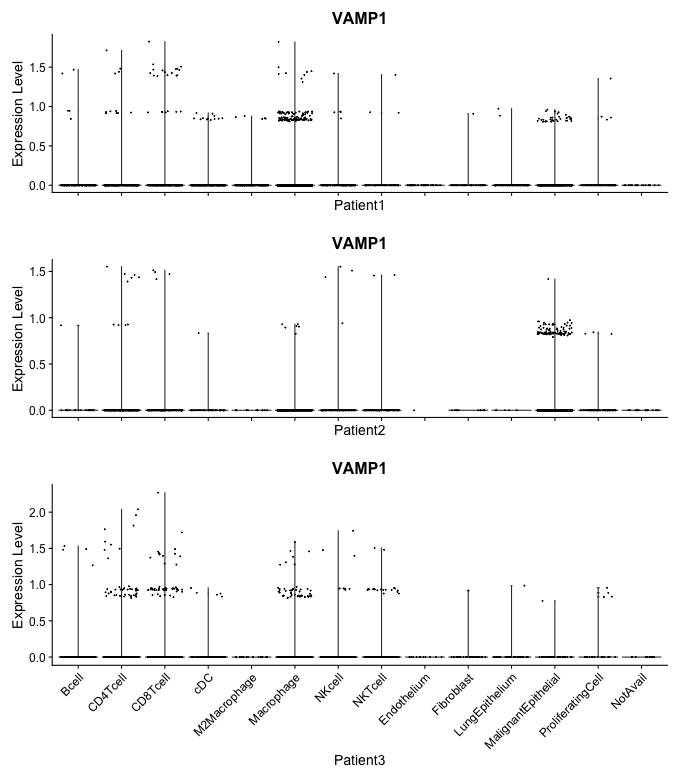 VAMP1
Expression Level
1.5
1.0
0.5
0.0
Patient1
VAMP1
Expression Level
1.5
1.0
0.5
0.0
Patient2
VAMP1
Expression Level
2.0
1.5
1.0
0.5
0.0
Bcell
CD4Tcell
CD8Tcell
cDC
M2Macrophage
Macrophage
NKcell
NKTcell
Endothelium
Fibroblast
LungEpithelium
MalignantEpithelial
ProliferatingCell
NotAvail
Patient3